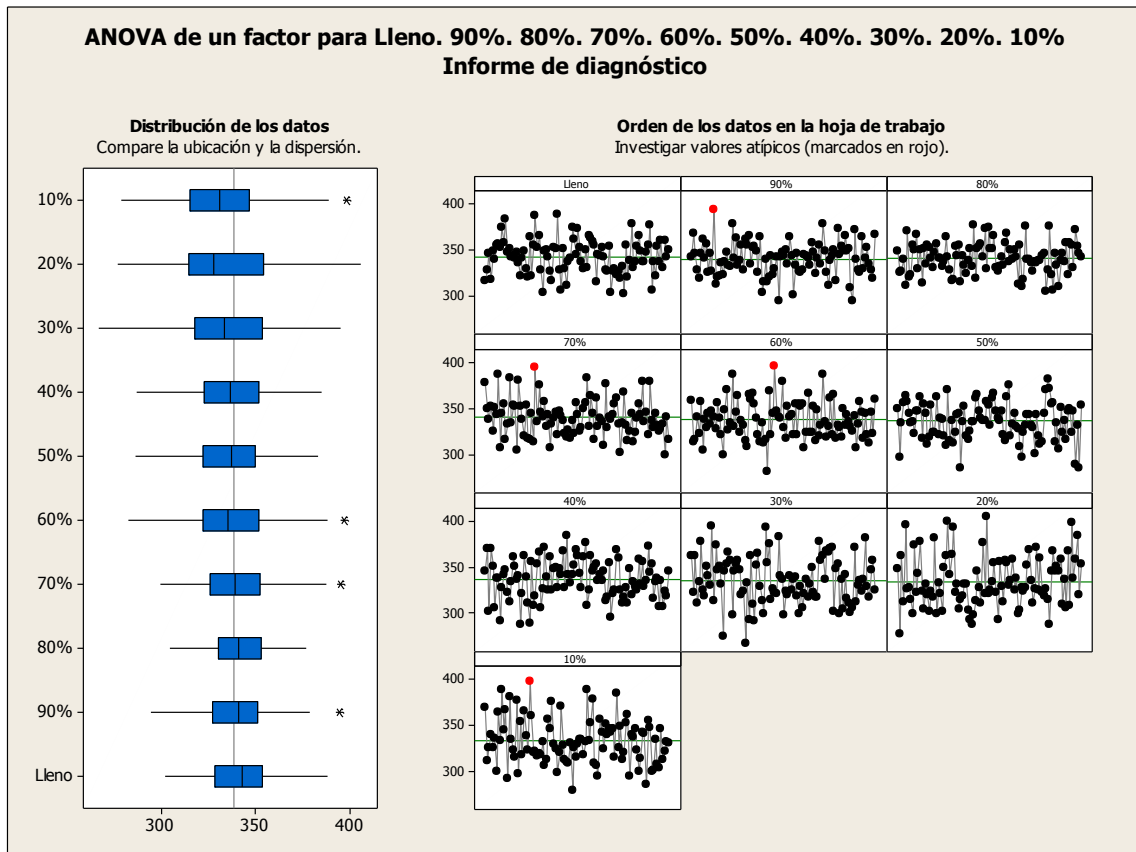 ANOVA de un factor para Lleno. 90%. 80%. 70%. 60%. 50%. 40%. 30%. 20%. 10%
Informe de diagnóstico
Distribución de los datos
Compare la ubicación y la dispersión.
10%
20%
30%
40%
50%
60%
70%
80%
90%
Lleno
300 350 400
Orden de los datos en la hoja de trabajo
Investigar valores atípicos (marcados en rojo).
Lleno 90% 80%
400
350
300
70% 60% 50%
400
350
300
40% 30% 20%
400
350
300
10%
400
350
300